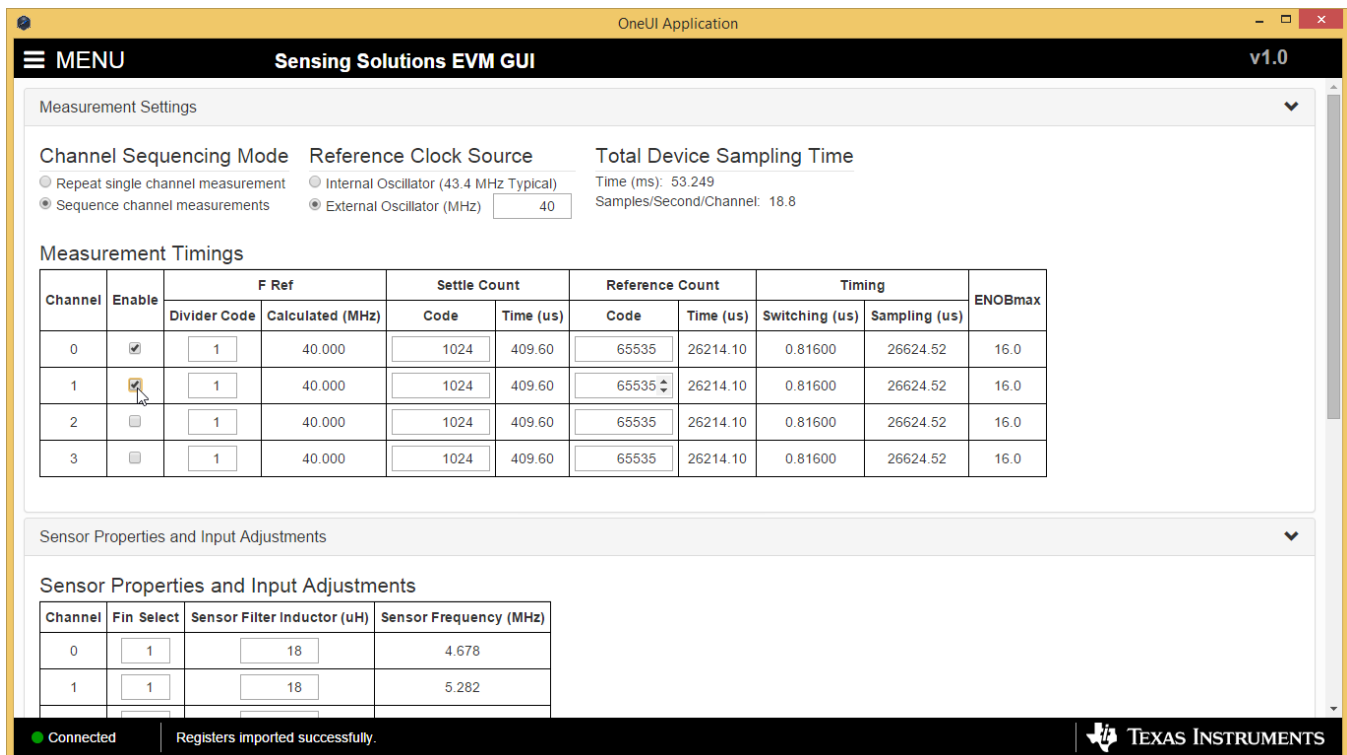 OneUI Application
MENU
Sensing Solutions EVM GUI
v1.0
Measurement Settings
Channel Sequencing Mode Reference Clock Source Total Device Sampling Time
Repeat single channel measurement Internal Oscillator (43.4 MHz Typical) Time (ms): 53.249
Sequence channel measurements External Oscillator (MHz) 40 Samples/Second/Channel: 18.8
Measurement Timings
Channel Enable F Ref Settle Count Reference Count Timing ENOBmax
Divider Code Calculated (MHz) Code Time (us) Code Time (us) Switching (us) Sampling (us)
0 1 40.000 1024 409.60 65535 26214.10 0.81600 26624.52 16.0
1 1 40.000 1024 409.60 65535 26214.10 0.81600 26624.52 16.0
2 1 40.000 1024 409.60 65535 26214.10 0.81600 26624.52 16.0
3 1 40.000 1024 409.60 65535 26214.10 0.81600 26624.52 16.0
Sensor Properties and Input Adjustments
Sensor Properties and Input Adjustments
Channel Fin Select Sensor Filter Inductor (uH) Sensor Frequency (MHz)
0 1 18 4.678
1 1 18 5.282
Connected Registers imported successfully. TEXAS INSTRUMENTS